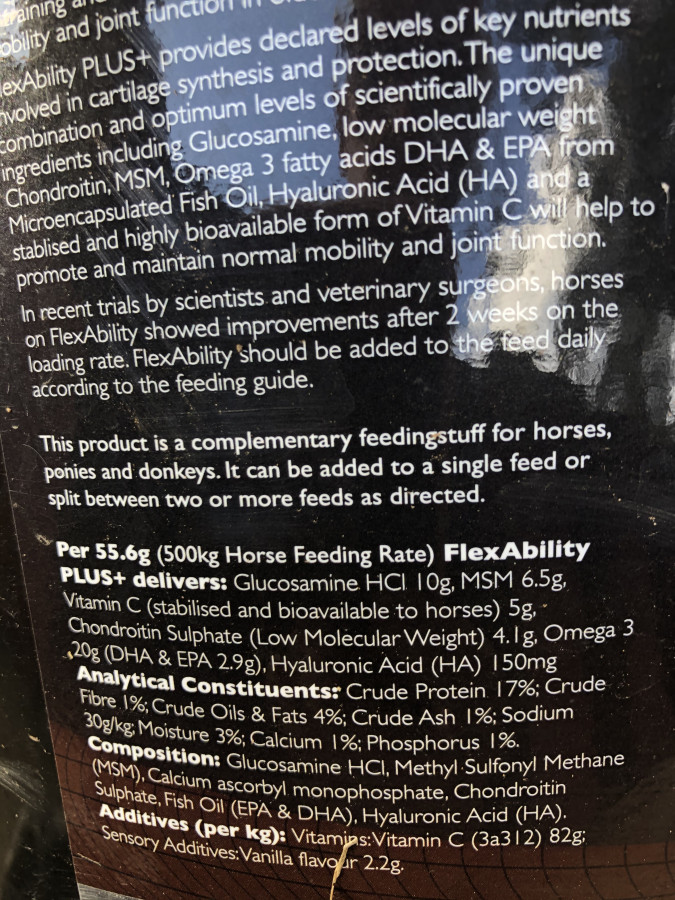 training and
obility and joint function in
lexAbility PLUS+ provides declared levels of key nutrients
nvolved in cartilage synthesis and protection. The unique
combination and optimum levels of scientifically proven
ingredients including Glucosamine, low molecular weight
Chondroitin, MSM, Omega 3 fatty acids DHA & EPA from
Microencapsulated Fish Oil, Hyaluronic Acid (HA) and a
stablised and highly bioavailable form of Vitamin C will help to
promote and maintain normal mobility and joint function.
In recent trials by scientists and veterinary surgeons, horses
on FlexAbility showed improvements after 2 weeks on the
loading rate. FlexAbility should be added to the feed daily
according to the feeding guide.
This product is a complementary feedingstuff for horses,
ponies and donkeys. It can be added to a single feed or
split between two or more feeds as directed.
Per 55.6g (500kg Horse Feeding Rate) FlexAbility
PLUS+ delivers: Glucosamine HCl 10g, MSM 6.5g,
Vitamin C (stabilised and bioavailable to horses) 5g,
Chondroitin Sulphate (Low Molecular Weight) 4.1g, Omega 3
20g (DHA & EPA 2.9g), Hyaluronic Acid (HA) 150mg
Analytical Constituents: Crude Protein 17%; Crude
Fibre 1%; Crude Oils & Fats 4%; Crude Ash 1%; Sodium
30g/kg; Moisture 3%; Calcium 1%; Phosphorus 1%.
Composition: Glucosamine HCl, Methyl Sulfonyl Methane
(MSM), Calcium ascorbyl monophosphate, Chondroitin
Sulphate, Fish Oil (EPA & DHA), Hyaluronic Acid (HA).
Additives (per kg): Vitamins: Vitamin C (3a312) 82g;
Sensory Additives: Vanilla flavour 2.2g.